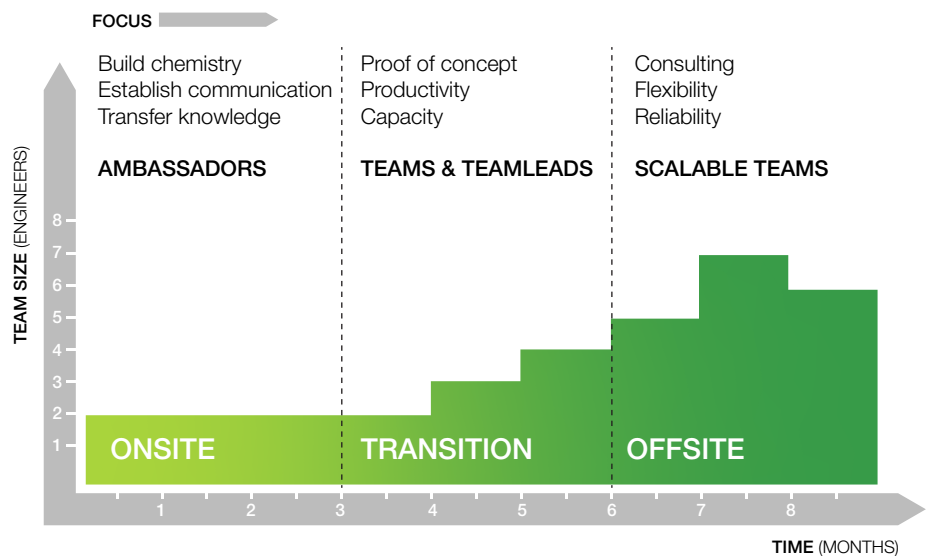 FOCUS
Build chemistry
Establish communication
Transfer knowledge
AMBASSADORS
Proof of concept
Productivity
Capacity
TEAMS & TEAMLEADS
Consulting
Flexibility
Reliability
SCALABLE TEAMS
TEAM SIZE (ENGINEERS)
8
7
6
5
4
3
2
1
ONSITE
TRANSITION
OFFSITE
1 2 3 4 5 6 7 8
TIME (MONTHS)